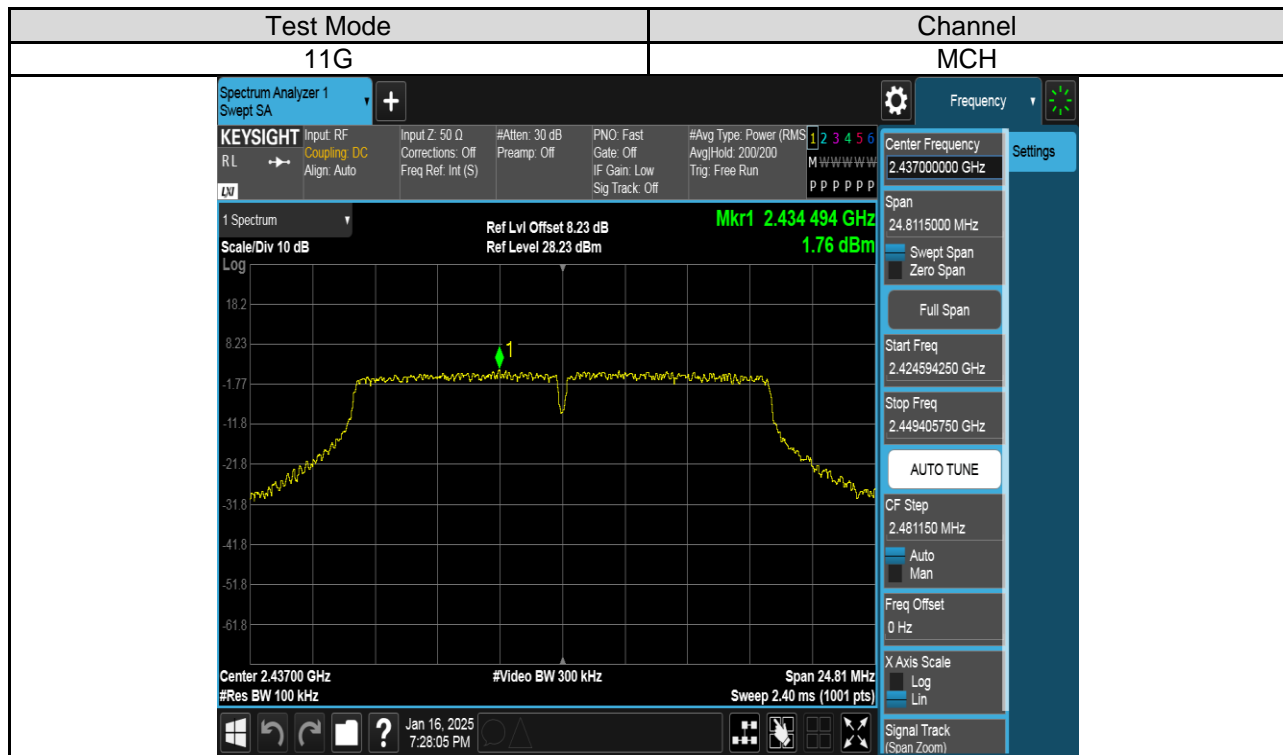 Test Mode Channel
11G MCH
Spectrum Analyzer 1
Swept SA
+
Frequency
KEYSIGHT Input: RF Input Z: 50 Ω #Atten: 30 dB PNO: Fast #Avg Type: Power (RMS 1 2 3 4 5 6
RL Coupling: DC Corrections: Off Preamp: Off Gate: Off Avg|Hold: 200/200 M W W W W W
Align: Auto Freq Ref: Int (S) IF Gain: Low Trig: Free Run P P P P P P
LXI Sig Track: Off
1 Spectrum Ref Lvl Offset 8.23 dB Mkr1 2.434 494 GHz
Scale/Div 10 dB Ref Level 28.23 dBm 1.76 dBm
Log
18.2
8.23
1
-1.77
-11.8
-21.8
-31.8
-41.8
-51.8
-61.8
Center 2.43700 GHz #Video BW 300 kHz Span 24.81 MHz
#Res BW 100 kHz Sweep 2.40 ms (1001 pts)
Center Frequency Settings
2.437000000 GHz
Span
24.8115000 MHz
Swept Span
Zero Span
Full Span
Start Freq
2.424594250 GHz
Stop Freq
2.449405750 GHz
AUTO TUNE
CF Step
2.481150 MHz
Auto
Man
Freq Offset
0 Hz
X Axis Scale
Log
Lin
Signal Track
(Span Zoom)
? Jan 16, 2025
7:28:05 PM